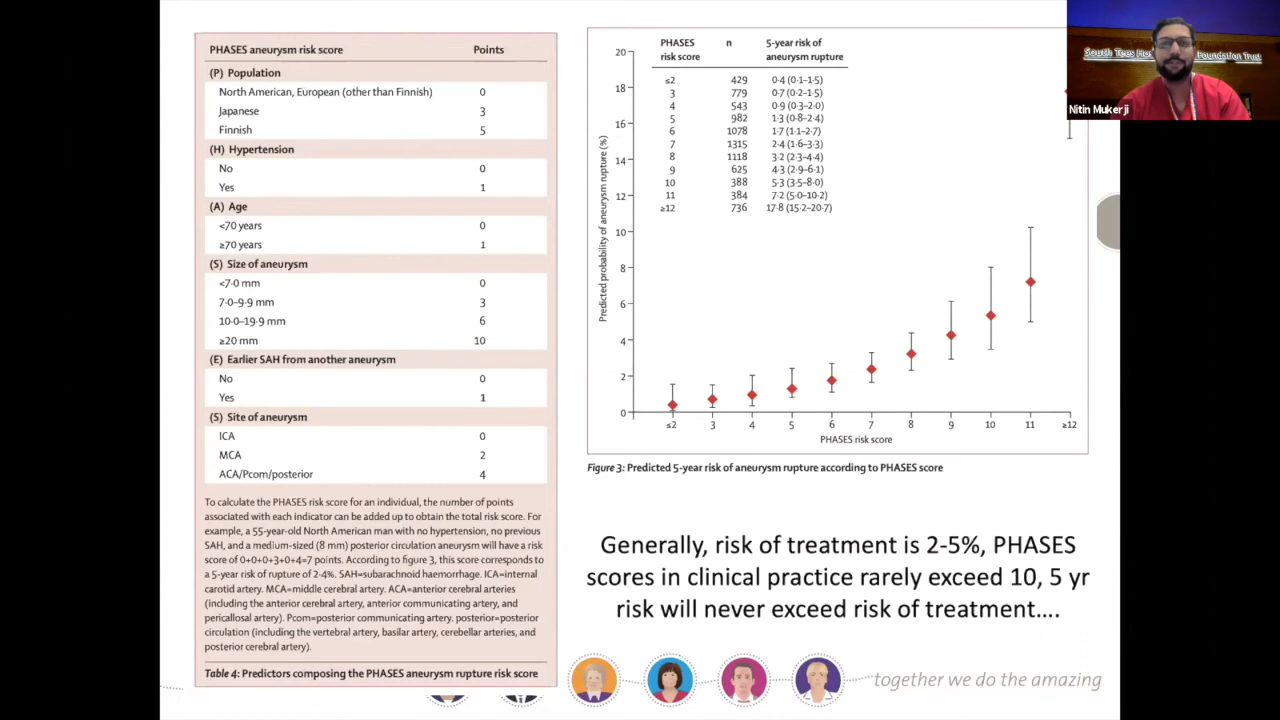 PHASES aneurysm risk score Points
(P) Population
North American, European (other than Finnish) 0
Japanese 3
Finnish 5
(H) Hypertension
No 0
Yes 1
(A) Age
<70 years 0
≥70 years 1
(S) Size of aneurysm
<7·0 mm 0
7·0–9·9 mm 3
10·0–19·9 mm 6
≥20 mm 10
(E) Earlier SAH from another aneurysm
No 0
Yes 1
(S) Site of aneurysm
ICA 0
MCA 2
ACA/Pcom/posterior 4
To calculate the PHASES risk score for an individual, the number of points
associated with each indicator can be added up to obtain the total risk score. For
example, a 55-year-old North American man with no hypertension, no previous
SAH, and a medium-sized (8 mm) posterior circulation aneurysm will have a risk
score of 0+0+0+3+0+4=7 points. According to figure 3, this score corresponds to
a 5-year risk of rupture of 2·4%. SAH=subarachnoid haemorrhage. ICA=internal
carotid artery. MCA=middle cerebral artery. ACA=anterior cerebral arteries
(including the anterior cerebral artery, anterior communicating artery, and
pericallosal artery). Pcom=posterior communicating artery. posterior=posterior
circulation (including the vertebral artery, basilar artery, cerebellar arteries, and
posterior cerebral artery).
Table 4: Predictors composing the PHASES aneurysm rupture risk score
PHASES n 5-year risk of
risk score aneurysm rupture
≤2 429 0·4 (0·1–1·5)
3 779 0·7 (0·2–1·5)
4 543 0·9 (0·3–2·0)
5 982 1·3 (0·8–2·4)
6 1078 1·7 (1·1–2·7)
7 1315 2·4 (1·6–3·3)
8 1118 3·2 (2·3–4·4)
9 625 4·3 (2·9–6·1)
10 388 5·3 (3·5–8·0)
11 384 7·2 (5·0–10·2)
≥12 736 17·8 (15·2–20·7)
Predicted probability of aneurysm rupture (%)
20
18
16
14
12
10
8
6
4
2
0
≤2 3 4 5 6 7 8 9 10 11 ≥12
PHASES risk score
Figure 3: Predicted 5-year risk of aneurysm rupture according to PHASES score
Generally, risk of treatment is 2-5%, PHASES
scores in clinical practice rarely exceed 10, 5 yr
risk will never exceed risk of treatment....
together we do the amazing
South Tees Foundation Trust
Nitin Mukerji